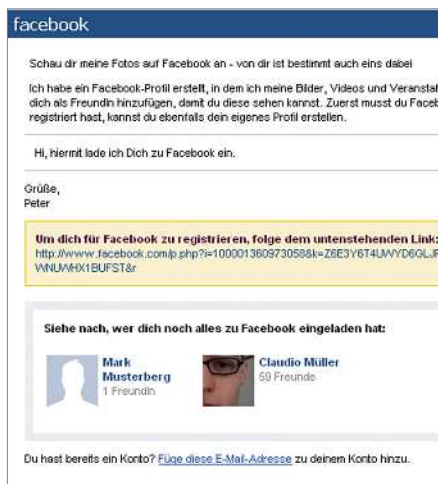 facebook
Schau dir meine Fotos auf Facebook an - von dir ist bestimmt auch eins dabei
Ich habe ein Facebook-Profil erstellt, in dem ich meine Bilder, Videos und Veranstal
dich als FreundIn hinzufügen, damit du diese sehen kannst. Zuerst musst du Faceb
registriert hast, kannst du ebenfalls dein eigenes Profil erstellen.
Hi, hiermit lade ich Dich zu Facebook ein.
Grüße,
Peter
Um dich für Facebook zu registrieren, folge dem untenstehenden Link:
http://www.facebook.com/p.php?i=100001360973058&k=Z6E3Y6T4UWYD6GLJF
WNUWHX1BUFST&r
Siehe nach, wer dich noch alles zu Facebook eingeladen hat:
Mark
Musterberg
1 FreundIn
Claudio Müller
59 Freunde
Du hast bereits ein Konto? Füge diese E-Mail-Adresse zu deinem Konto hinzu.